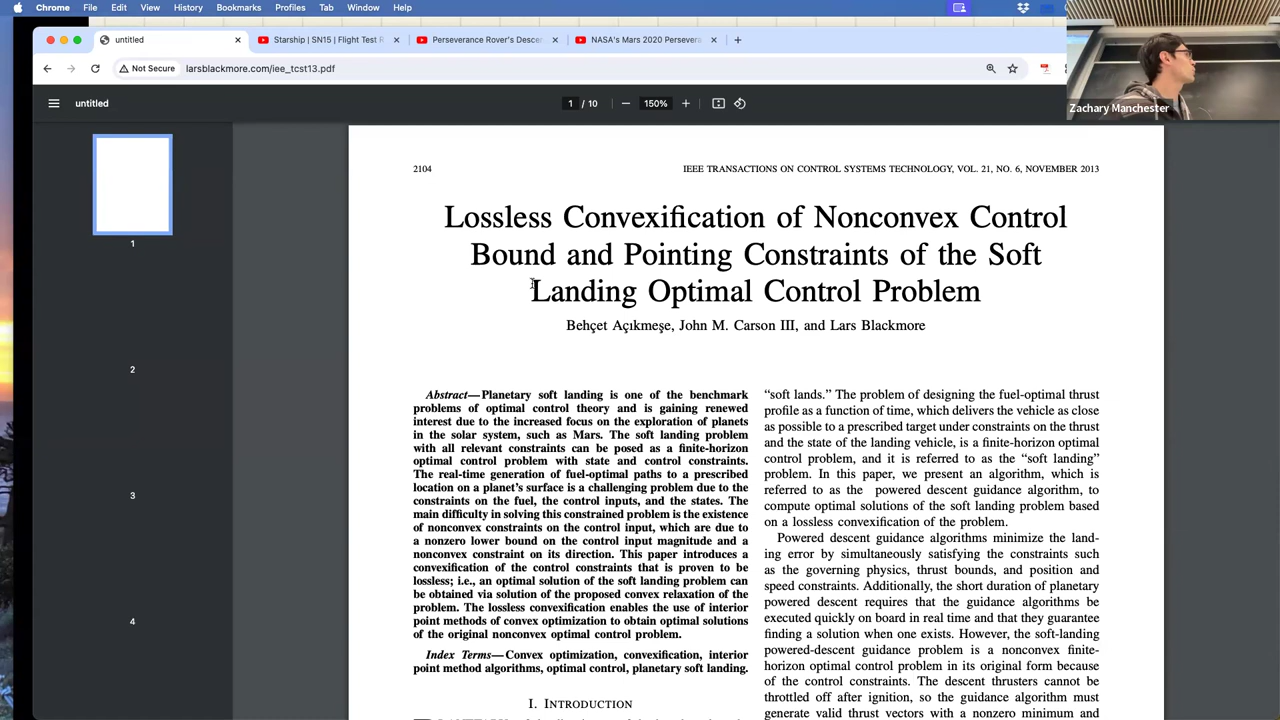 Chrome File Edit View History Bookmarks Profiles Tab Window Help
untitled
Starship | SN15 | Flight Test R
Perseverance Rover's Descen
NASA's Mars 2020 Persevera
Not Secure larsblackmore.com/iee_tcst13.pdf
Zachary Manchester
untitled 1 / 10 150%
1
2
3
4
2104 IEEE TRANSACTIONS ON CONTROL SYSTEMS TECHNOLOGY, VOL. 21, NO. 6, NOVEMBER 2013
Lossless Convexification of Nonconvex Control
Bound and Pointing Constraints of the Soft
Landing Optimal Control Problem
Behçet Açıkmeşe, John M. Carson III, and Lars Blackmore
Abstract—Planetary soft landing is one of the benchmark
problems of optimal control theory and is gaining renewed
interest due to the increased focus on the exploration of planets
in the solar system, such as Mars. The soft landing problem
with all relevant constraints can be posed as a finite-horizon
optimal control problem with state and control constraints.
The real-time generation of fuel-optimal paths to a prescribed
location on a planet's surface is a challenging problem due to the
constraints on the fuel, the control inputs, and the states. The
main difficulty in solving this constrained problem is the existence
of nonconvex constraints on the control input, which are due to
a nonzero lower bound on the control input magnitude and a
nonconvex constraint on its direction. This paper introduces a
convexification of the control constraints that is proven to be
lossless; i.e., an optimal solution of the soft landing problem can
be obtained via solution of the proposed convex relaxation of the
problem. The lossless convexification enables the use of interior
point methods of convex optimization to obtain optimal solutions
of the original nonconvex optimal control problem.
Index Terms—Convex optimization, convexification, interior
point method algorithms, optimal control, planetary soft landing.
I. INTRODUCTION
“soft lands.” The problem of designing the fuel-optimal thrust
profile as a function of time, which delivers the vehicle as close
as possible to a prescribed target under constraints on the thrust
and the state of the landing vehicle, is a finite-horizon optimal
control problem, and it is referred to as the “soft landing”
problem. In this paper, we present an algorithm, which is
referred to as the powered descent guidance algorithm, to
compute optimal solutions of the soft landing problem based
on a lossless convexification of the problem.
Powered descent guidance algorithms minimize the land-
ing error by simultaneously satisfying the constraints such
as the governing physics, thrust bounds, and position and
speed constraints. Additionally, the short duration of planetary
powered descent requires that the guidance algorithms be
executed quickly on board in real time and that they guarantee
finding a solution when one exists. However, the soft-landing
powered-descent guidance problem is a nonconvex finite-
horizon optimal control problem in its original form because
of the control constraints. The descent thrusters cannot be
throttled off after ignition, so the guidance algorithm must
generate valid thrust vectors with a nonzero minimum and